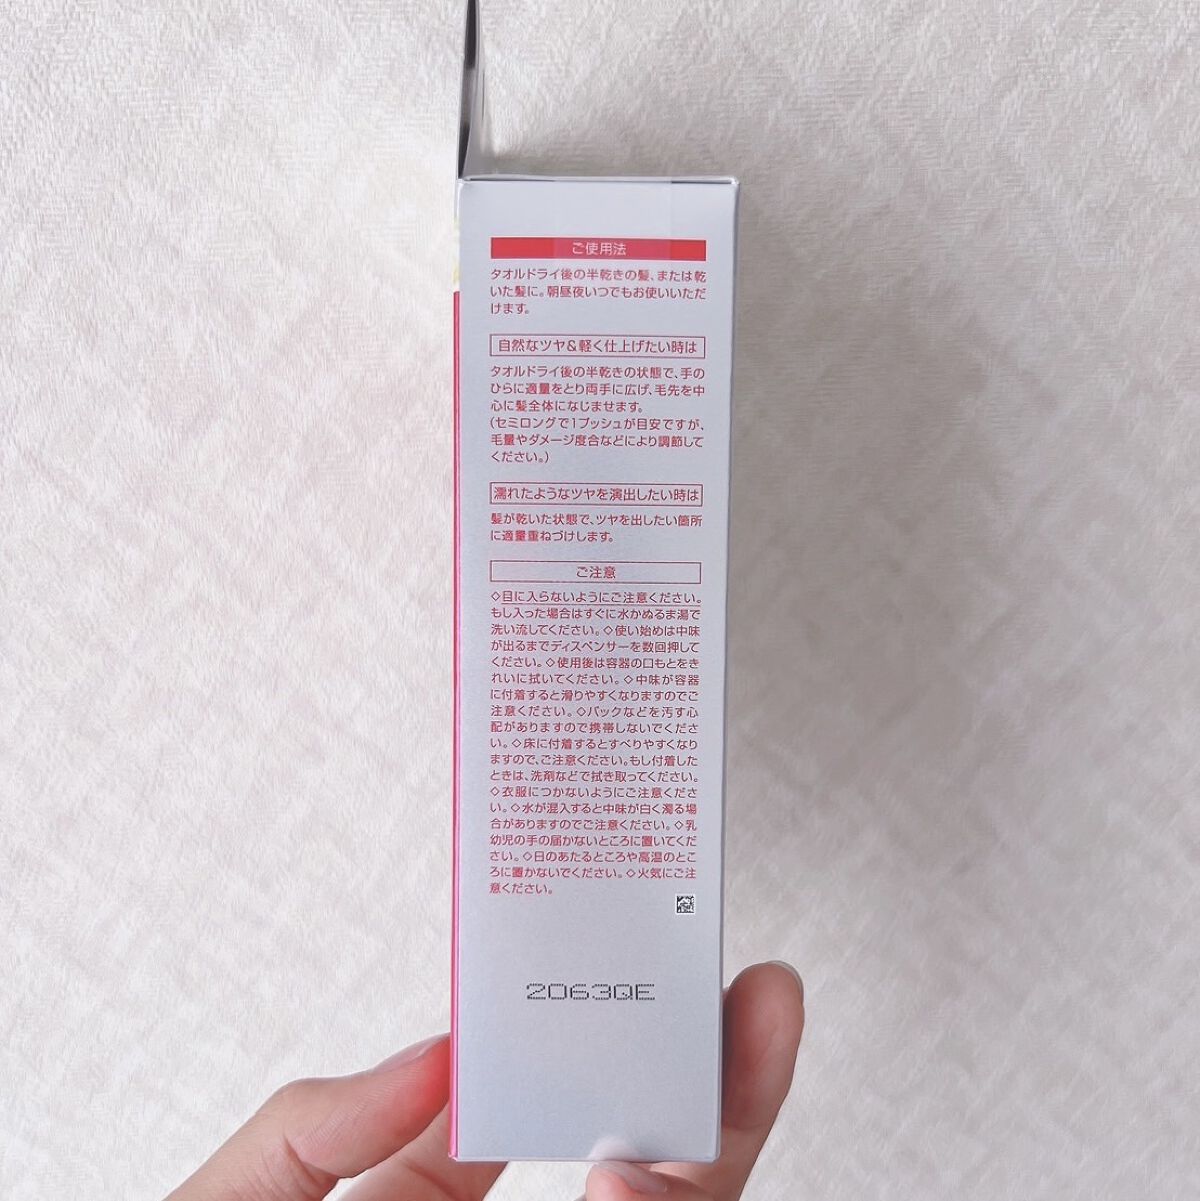 ご使用法
タオルドライ後の半乾きの髪、または乾
いた髪に。朝昼夜いつでもお使いいただ
けます。
自然なツヤ&軽く仕上げたい時は
タオルドライ後の半乾きの状態で、手の
ひらに適量をとり両手に広げ、毛先を中
心に髪全体になじませます。
(セミロングで1プッシュが目安ですが、
毛量やダメージ度合などにより調節して
ください。)
濡れたようなツヤを演出したい時は
髪が乾いた状態で、ツヤを出したい箇所
に適量重ねづけします。
ご注意
◇目に入らないようにご注意ください。
もし入った場合はすぐに水かぬるま湯で
洗い流してください。◇使い始めは中味
が出るまでディスペンサーを数回押して
ください。◇使用後は容器の口もとをき
れいに拭いてください。◇中味が容器
に付着すると滑りやすくなりますのでご
注意ください。◇バックなどを汚す心
配がありますので携帯しないでくださ
い。◇床に付着するとすべりやすくなり
ますので、ご注意ください。もし付着した
ときは、洗剤などで拭き取ってください。
◇衣服につかないようにご注意くださ
い。◇水が混入すると中味が白く濁る場
合がありますのでご注意ください。◇乳
幼児の手の届かないところに置いてくだ
さい。◇日のあたるところや高温のとこ
ろに置かないでください。◇火気にご注
意ください。
2063QE